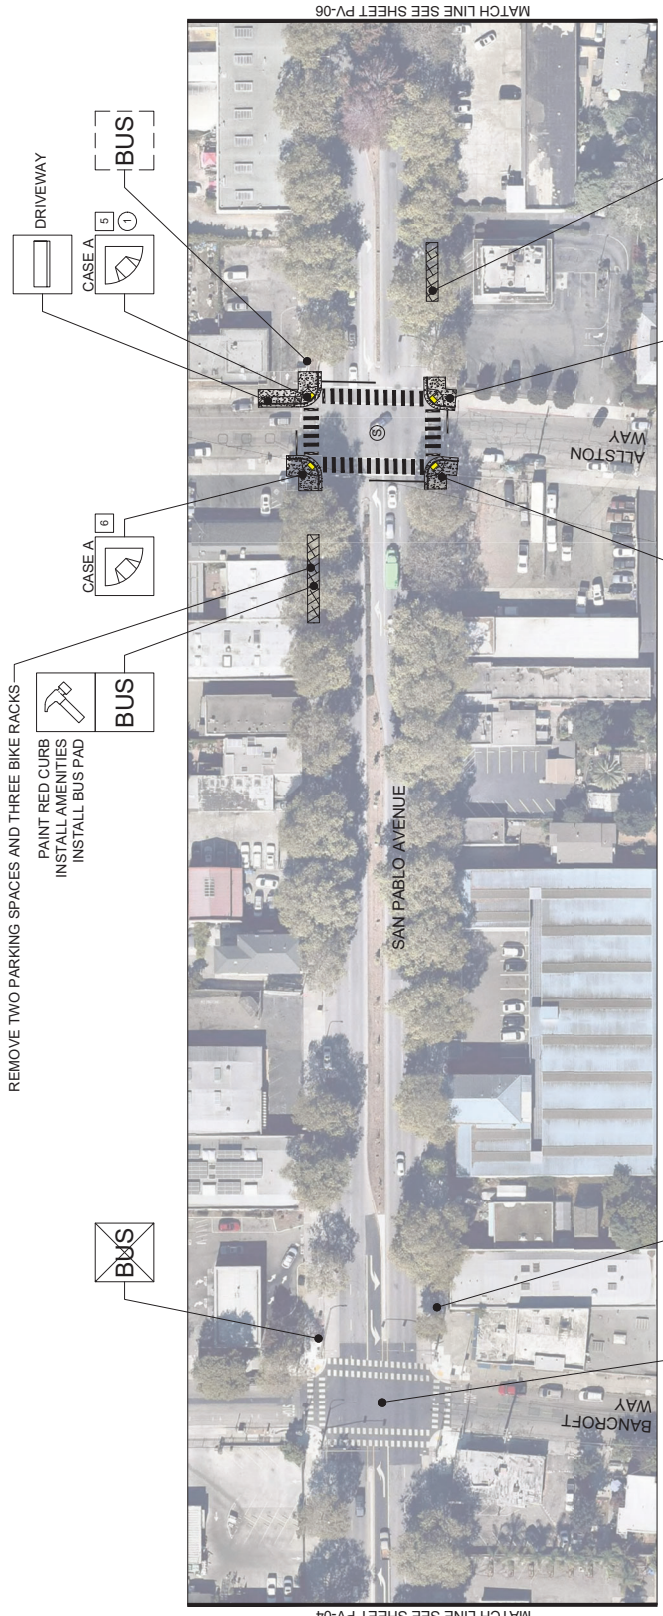 MATCH LINE SEE SHEET PV-06
BUS
DRIVEWAY
CASE A
5
1
ALLSTON
WAY
S
CASE A
6
REMOVE TWO PARKING SPACES AND THREE BIKE RACKS
PAINT RED CURB
INSTALL AMENITIES
INSTALL BUS PAD
BUS
SAN PABLO AVENUE
BUS
BANCROFT
WAY
MATCH LINE SEE SHEET PV-04